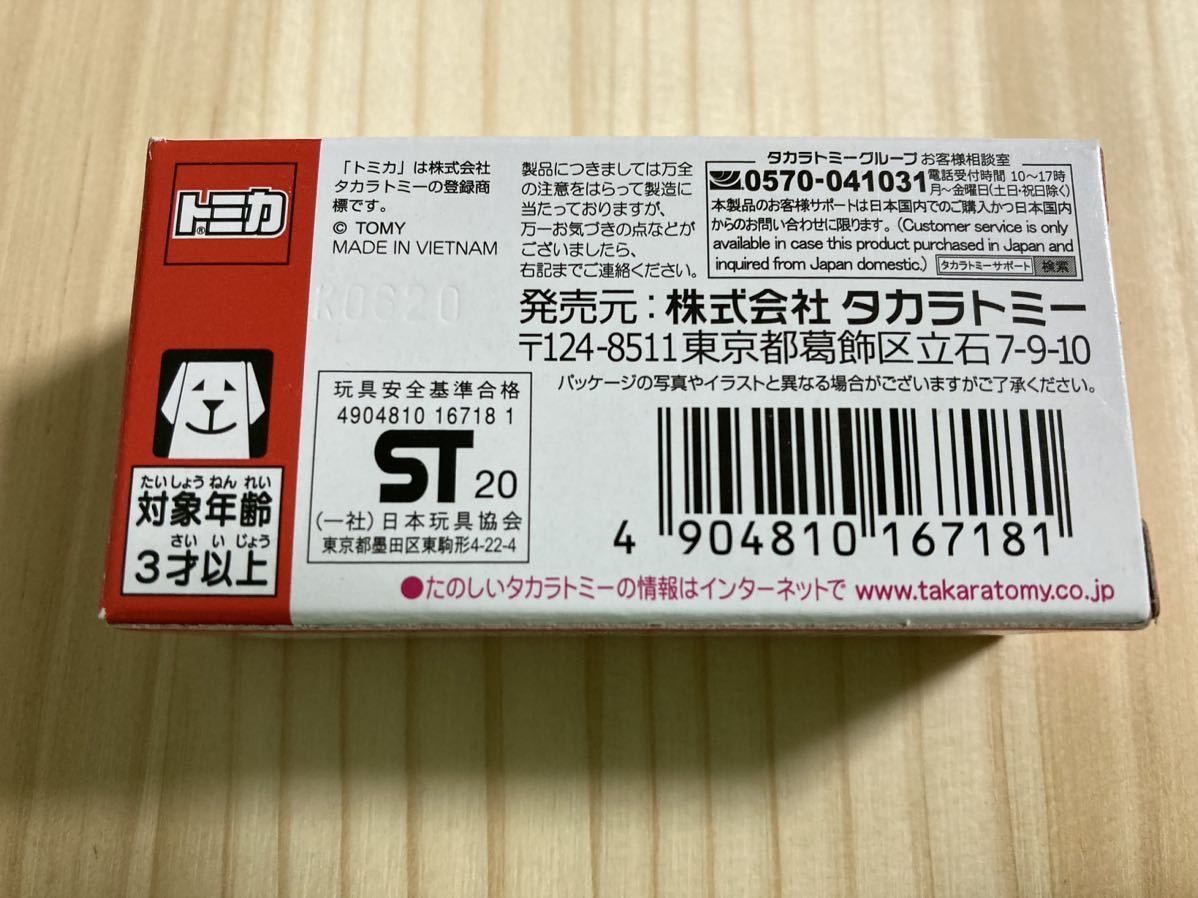 トミカ®
「トミカ」は株式会社
タカラトミーの登録商
標です。
© TOMY
MADE IN VIETNAM
K0620
製品につきましては万全
の注意をはらって製造に
当たっておりますが、
万一お気づきの点などが
ございましたら、
右記までご連絡ください。
タカラトミーグループ お客様相談室
0570-041031 電話受付時間 10〜17時
月〜金曜日(土日・祝日除く)
本製品のお客様サポートは日本国内でのご購入かつ日本国内
からのお問い合わせに限ります。(Customer service is only
available in case this product purchased in Japan and
inquired from Japan domestic.) タカラトミーサポート 検索
発売元:株式会社 タカラトミー
〒124-8511東京都葛飾区立石7-9-10
パッケージの写真やイラストと異なる場合がございますがご了承ください。
玩具安全基準合格
4904810 16718 1
ST 20
(一社)日本玩具協会
東京都墨田区東駒形4-22-4
たいしょうねんれい
対象年齢
さいいじょう
3才以上
4 904810 167181
●たのしいタカラトミーの情報はインターネットで www.takaratomy.co.jp